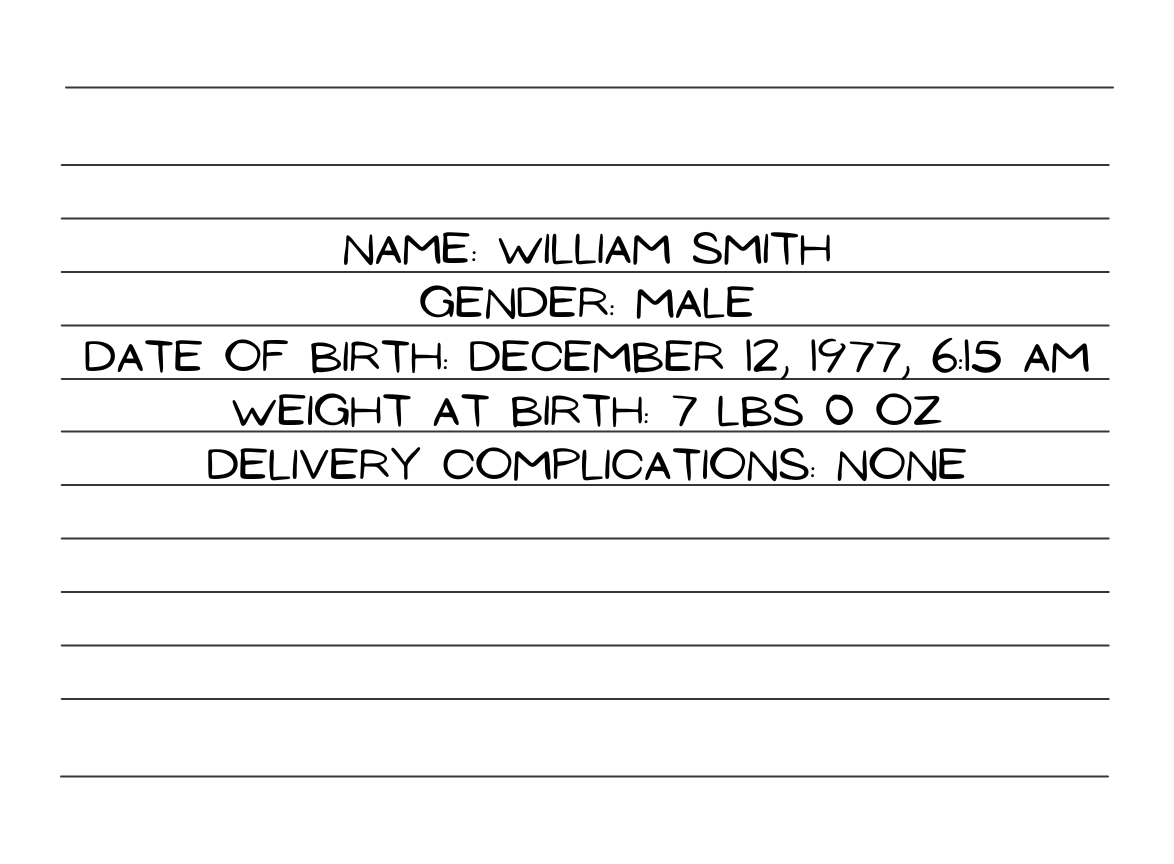 NAME: WILLIAM SMITH
GENDER: MALE
DATE OF BIRTH: DECEMBER 12, 1977, 6:15 AM
WEIGHT AT BIRTH: 7 LBS 0 OZ
DELIVERY COMPLICATIONS: NONE